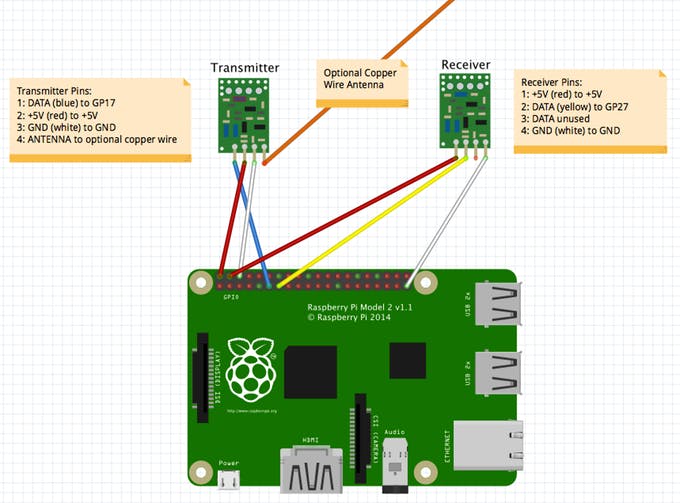 Transmitter
Receiver
Transmitter Pins:
1: DATA (blue) to GP17
2: +5V (red) to +5V
3: GND (white) to GND
4: ANTENNA to optional copper wire
Optional Copper
Wire Antenna
Receiver Pins:
1: +5V (red) to +5V
2: DATA (yellow) to GP27
3: DATA unused
4: GND (white) to GND
GPIO
Raspberry Pi Model 2 v1.1
© Raspberry Pi 2014
USB 2x
DSI (DISPLAY)
USB 2x
http://www.raspberrypi.org
CSI (CAMERA)
Audio
ETHERNET
HDMI
Power